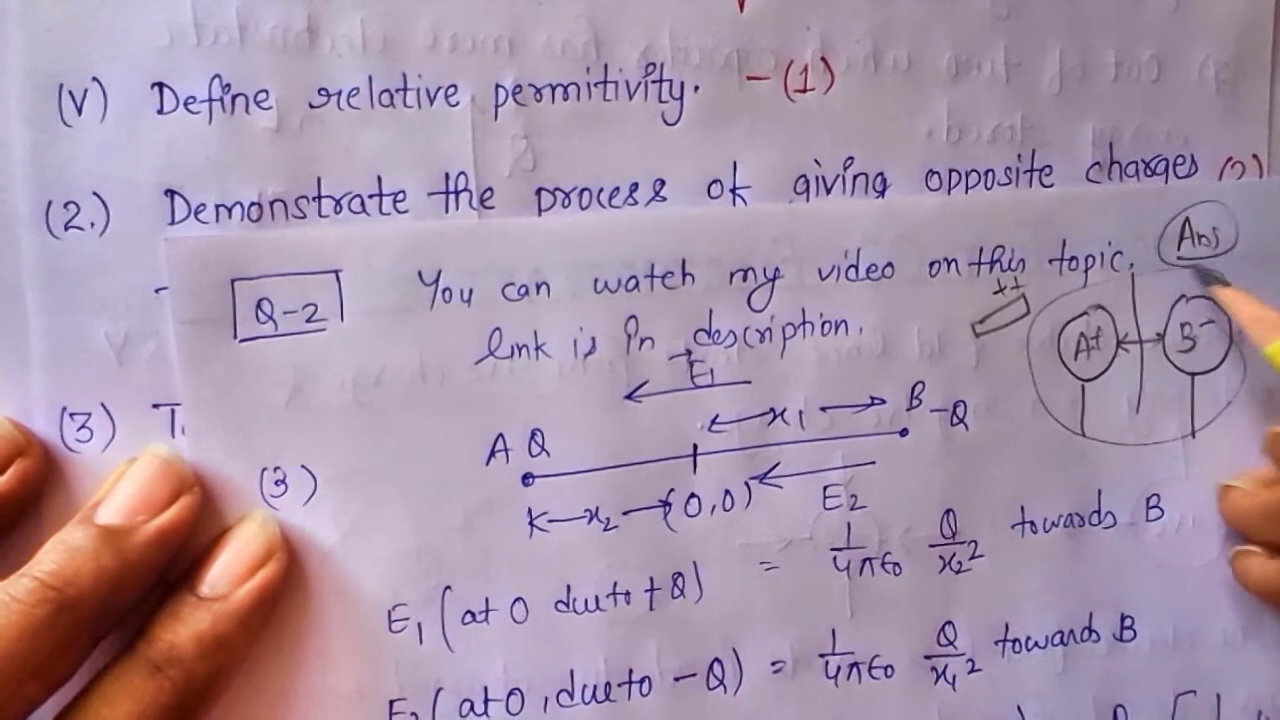 (V) Define relative permitivity. -(1)
(2.) Demonstrate the process of giving opposite charges (2)
Q-2 You can watch my video on this topic. Ans
link is in description.
++
A+ B-
E₁
x₁ B -Q
(3) T.
A Q
(3)
x₂ (0,0) E₂
E₁ (at O due to +Q) = 1/4πε₀ Q/x₂² towards B
E₂ (at O, due to -Q) = 1/4πε₀ Q/x₁² towards B